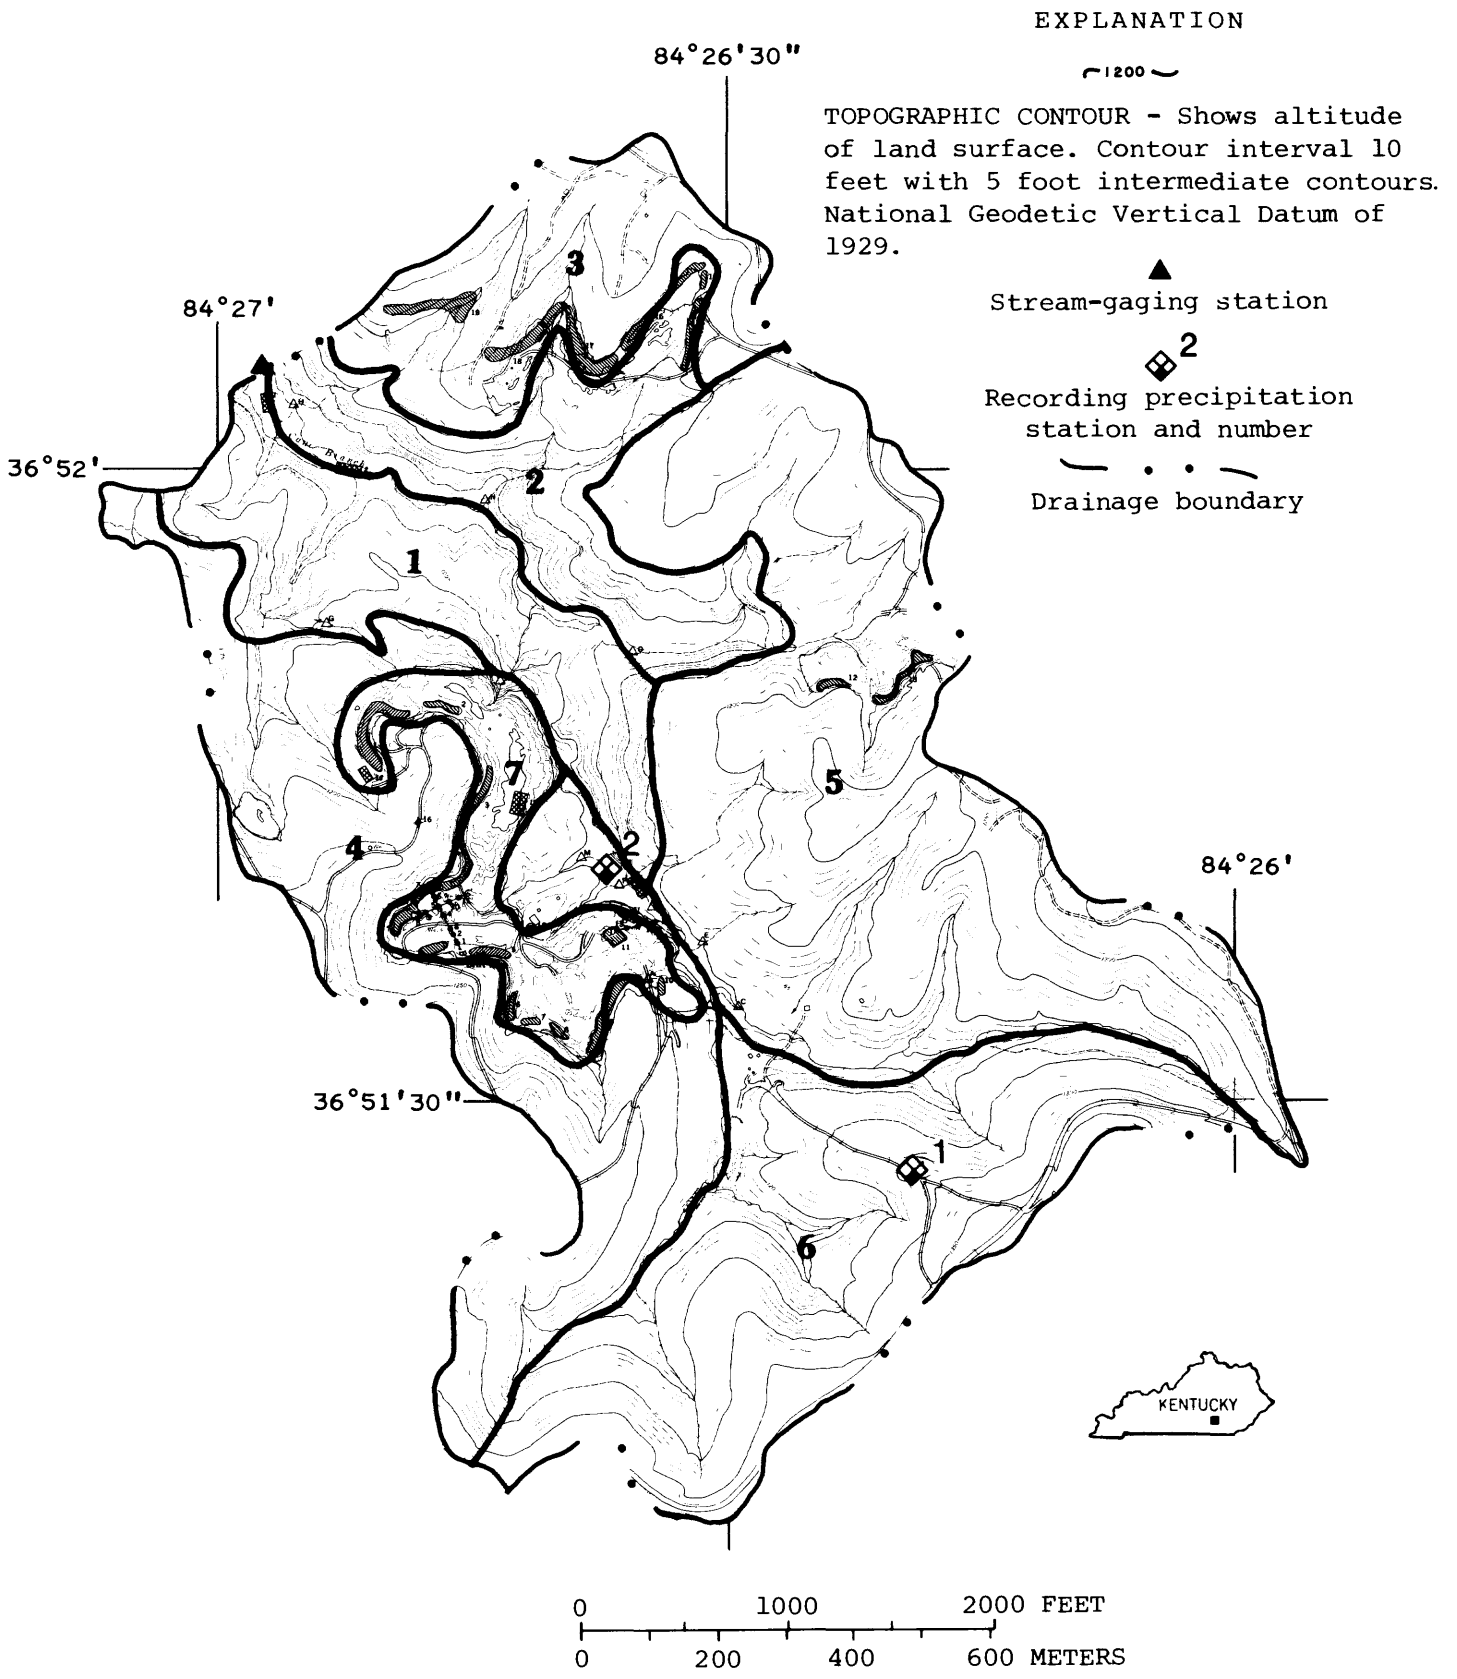 EXPLANATION
84°26'30"
1200
TOPOGRAPHIC CONTOUR - Shows altitude
of land surface. Contour interval 10
feet with 5 foot intermediate contours.
National Geodetic Vertical Datum of
1929.
3
84°27'
Stream-gaging station
2
Recording precipitation
station and number
36°52'
2
Drainage boundary
1
12
7
5
4
16
2
84°26'
11
36°51'30"
1
6
KENTUCKY
0 1000 2000 FEET
0 200 400 600 METERS